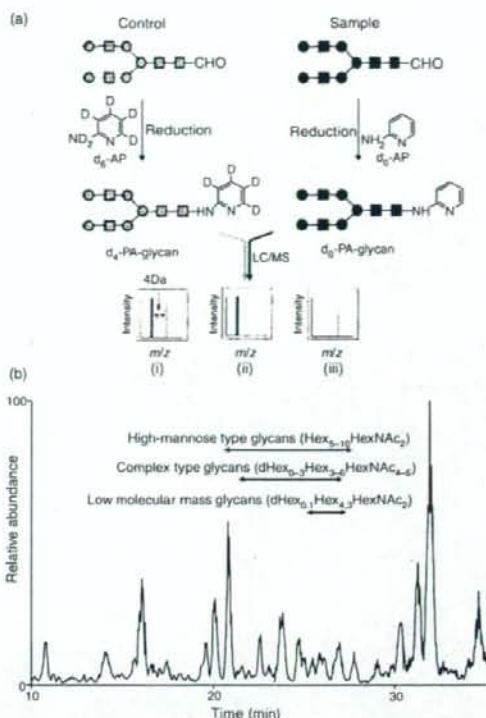 (a)
Control
Sample
CHO
CHO
D
D
D
ND₂
N
D
d₆-AP
Reduction
Reduction
NH₂
N
d₀-AP
D
D
D
HN
N
D
d₄-PA-glycan
NH
N
d₀-PA-glycan
LC/MS
4Da
Intensity
m/z
(i)
Intensity
m/z
(ii)
Intensity
m/z
(iii)
(b)
100
High-mannose type glycans (Hex₅₋₁₀HexNAc₂)
Complex type glycans (dHex₀₋₃Hex₃₋₆HexNAc₄₋₆)
Low molecular mass glycans (dHex₀,₁Hex₄,₃HexNAc₂)
Relative abundance
0
10
20
30
Time (min)